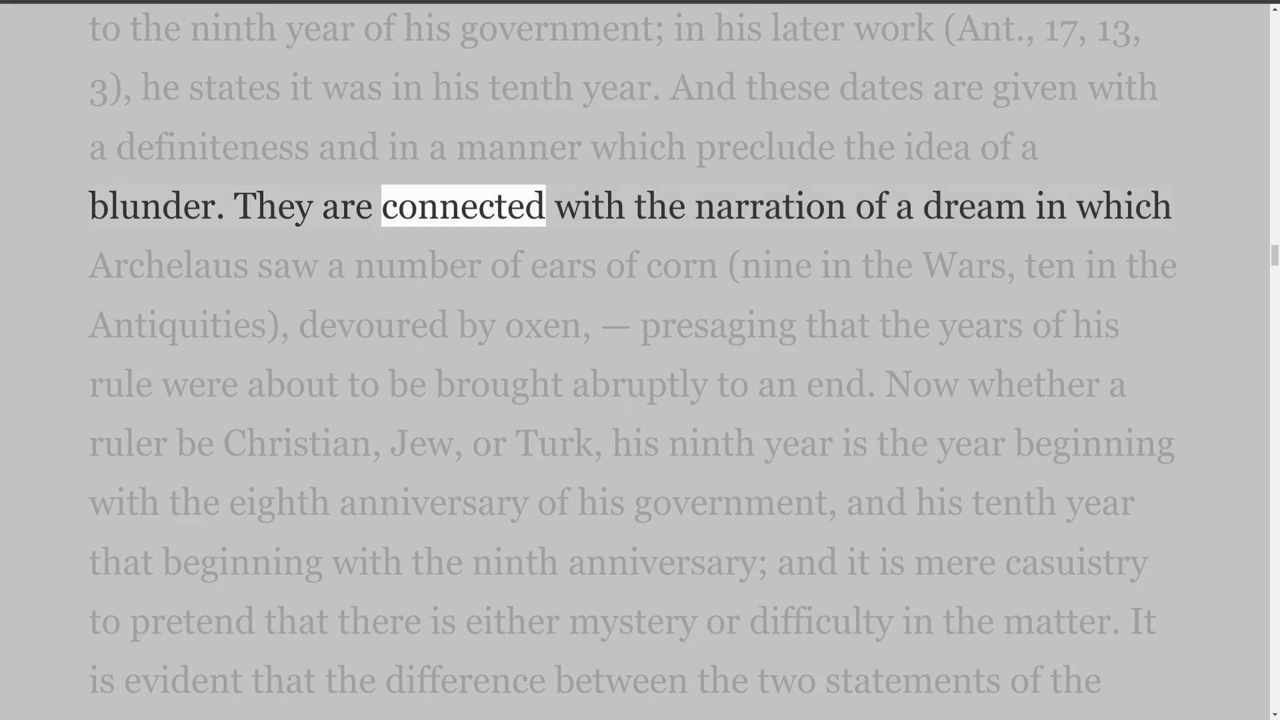 to the ninth year of his government; in his later work (Ant., 17, 13,
3), he states it was in his tenth year. And these dates are given with
a definiteness and in a manner which preclude the idea of a
blunder. They are connected with the narration of a dream in which
Archelaus saw a number of ears of corn (nine in the Wars, ten in the
Antiquities), devoured by oxen, — presaging that the years of his
rule were about to be brought abruptly to an end. Now whether a
ruler be Christian, Jew, or Turk, his ninth year is the year beginning
with the eighth anniversary of his government, and his tenth year
that beginning with the ninth anniversary; and it is mere casuistry
to pretend that there is either mystery or difficulty in the matter. It
is evident that the difference between the two statements of the